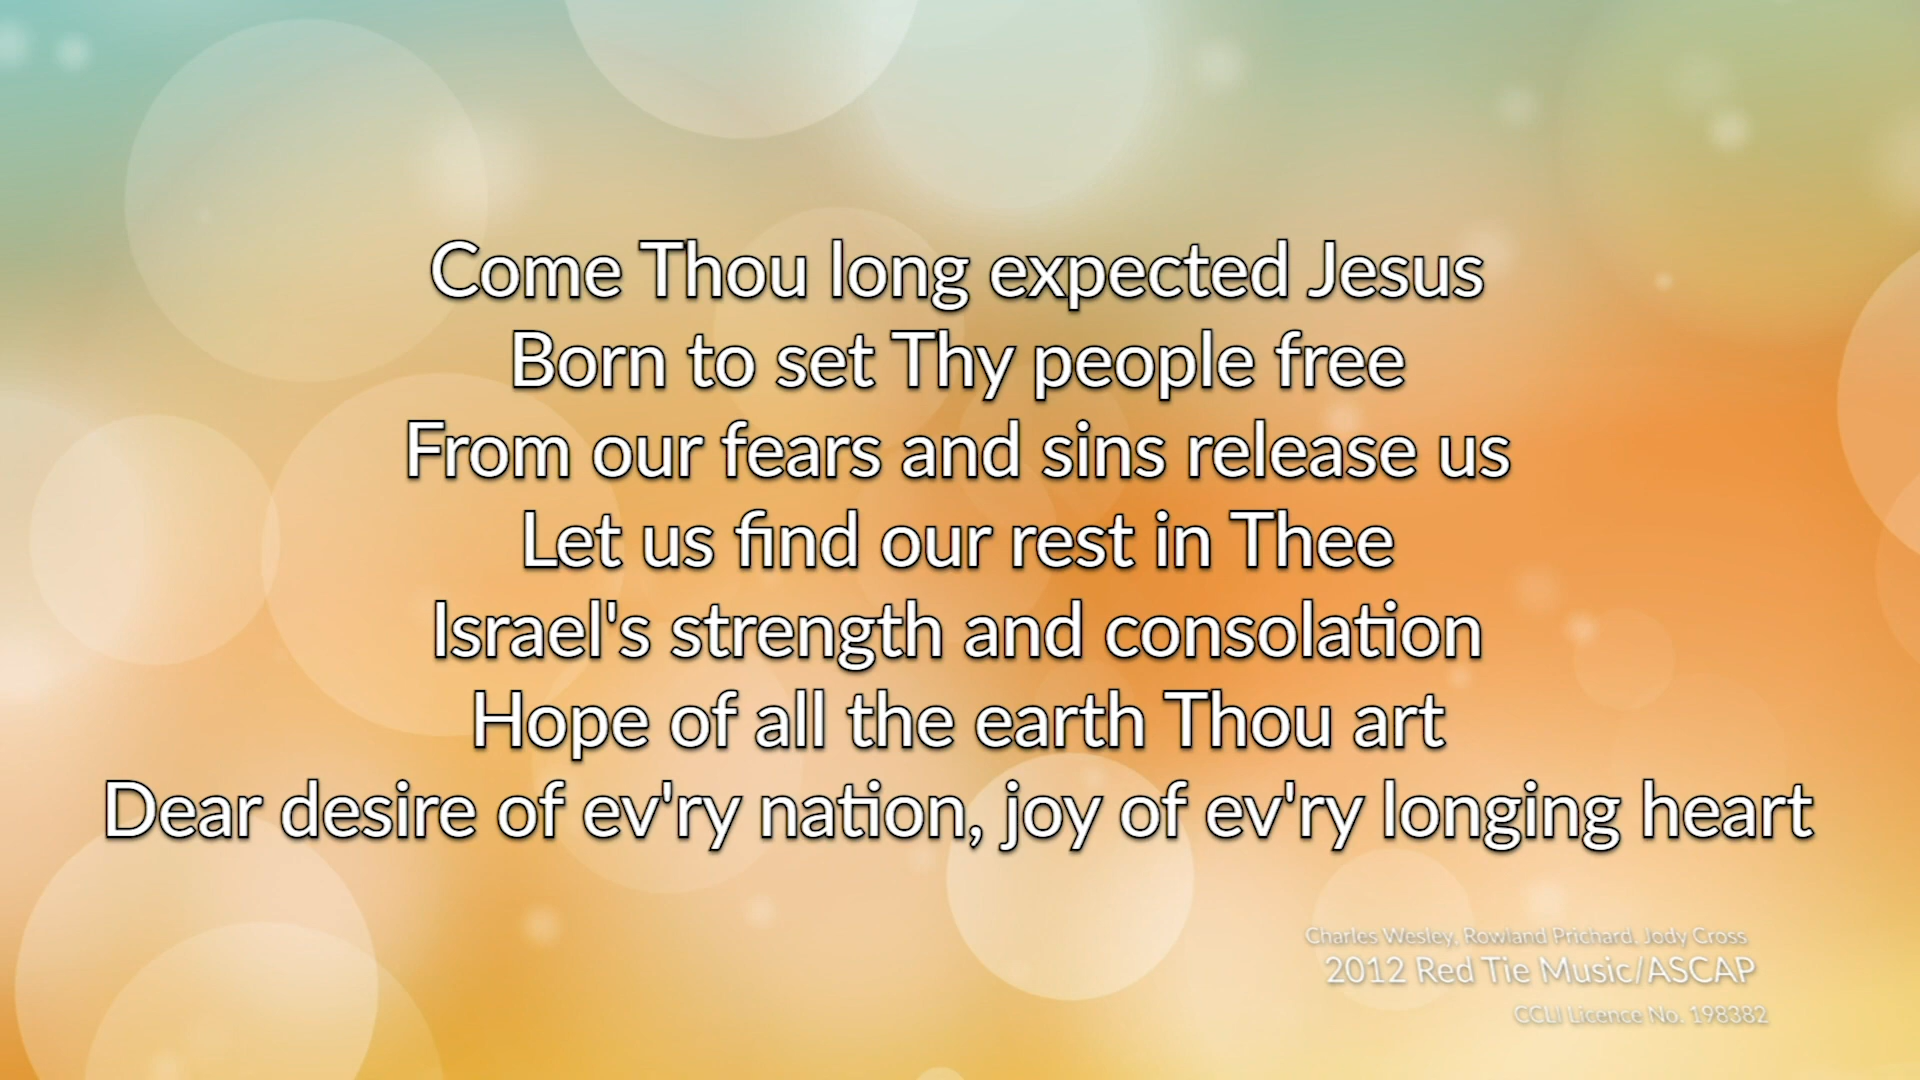 Come Thou long expected Jesus
Born to set Thy people free
From our fears and sins release us
Let us find our rest in Thee
Israel's strength and consolation
Hope of all the earth Thou art
Dear desire of ev'ry nation, joy of ev'ry longing heart
Charles Wesley, Rowland Prichard, Jody Cross
2012 Red Tie Music/ASCAP
CCLI Licence No. 198382